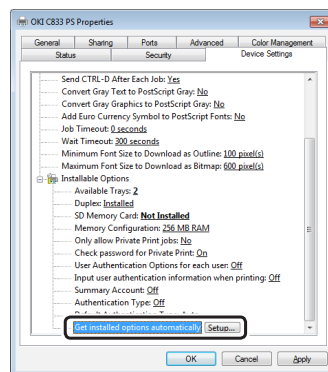 OKI C833 PS Properties
General Sharing Ports Advanced Color Management
Status Security Device Settings
Send CTRL-D After Each Job: Yes
Convert Gray Text to PostScript Gray: No
Convert Gray Graphics to PostScript Gray: No
Add Euro Currency Symbol to PostScript Fonts: No
Job Timeout: 0 seconds
Wait Timeout: 300 seconds
Minimum Font Size to Download as Outline: 100 pixel(s)
Maximum Font Size to Download as Bitmap: 600 pixel(s)
Installable Options
Available Trays: 2
Duplex: Installed
SD Memory Card: Not Installed
Memory Configuration: 256 MB RAM
Only allow Private Print jobs: No
Check password for Private Print: On
User Authentication Options for each user: Off
Input user authentication information when printing: Off
Summary Account: Off
Authentication Type: Off
Default Authentication Type: Auto
Get installed options automatically Setup...
OK Cancel Apply